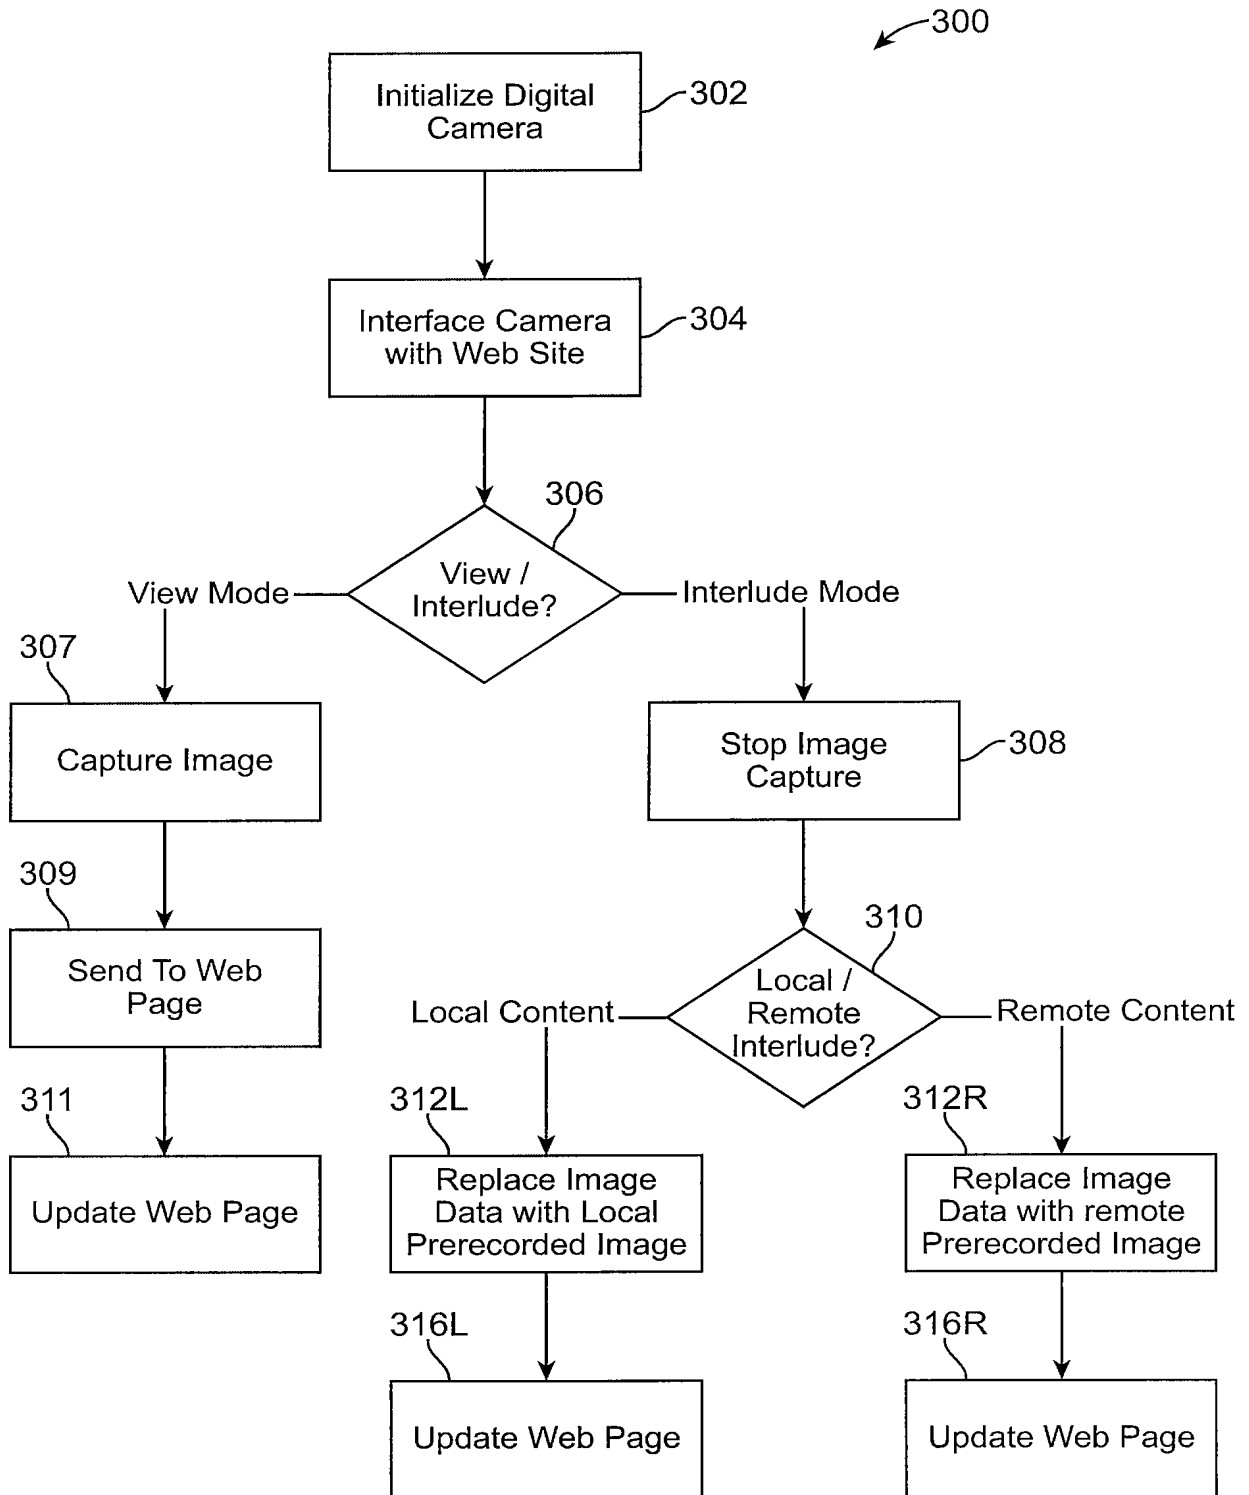 300
Initialize Digital
Camera
302
Interface Camera
with Web Site
304
306
View /
Interlude?
View Mode
Interlude Mode
307
Capture Image
Stop Image
Capture
308
309
Send To Web
Page
310
Local /
Remote
Interlude?
Local Content
Remote Content
311
Update Web Page
312L
Replace Image
Data with Local
Prerecorded Image
312R
Replace Image
Data with remote
Prerecorded Image
316L
Update Web Page
316R
Update Web Page